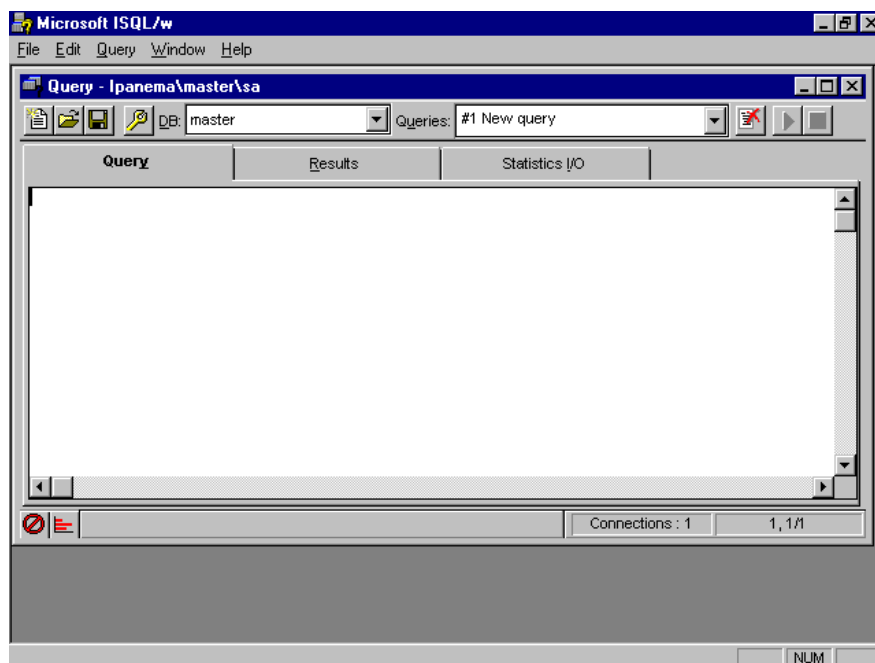 Microsoft ISQL/w
File Edit Query Window Help
Query - Ipanema\master\sa
DB: master Queries: #1 New query
Query Results Statistics I/O
Connections : 1 1, 1/1
NUM